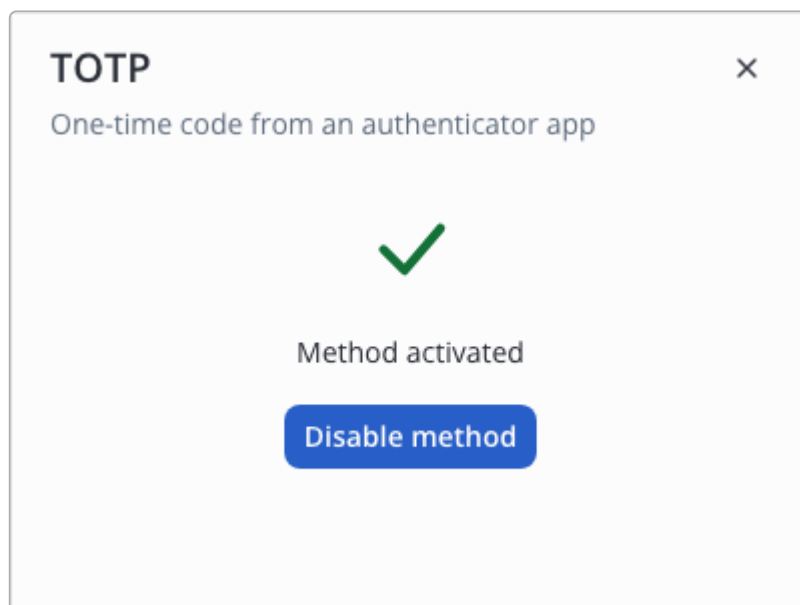 TOTP
One-time code from an authenticator app
Method activated
Disable method